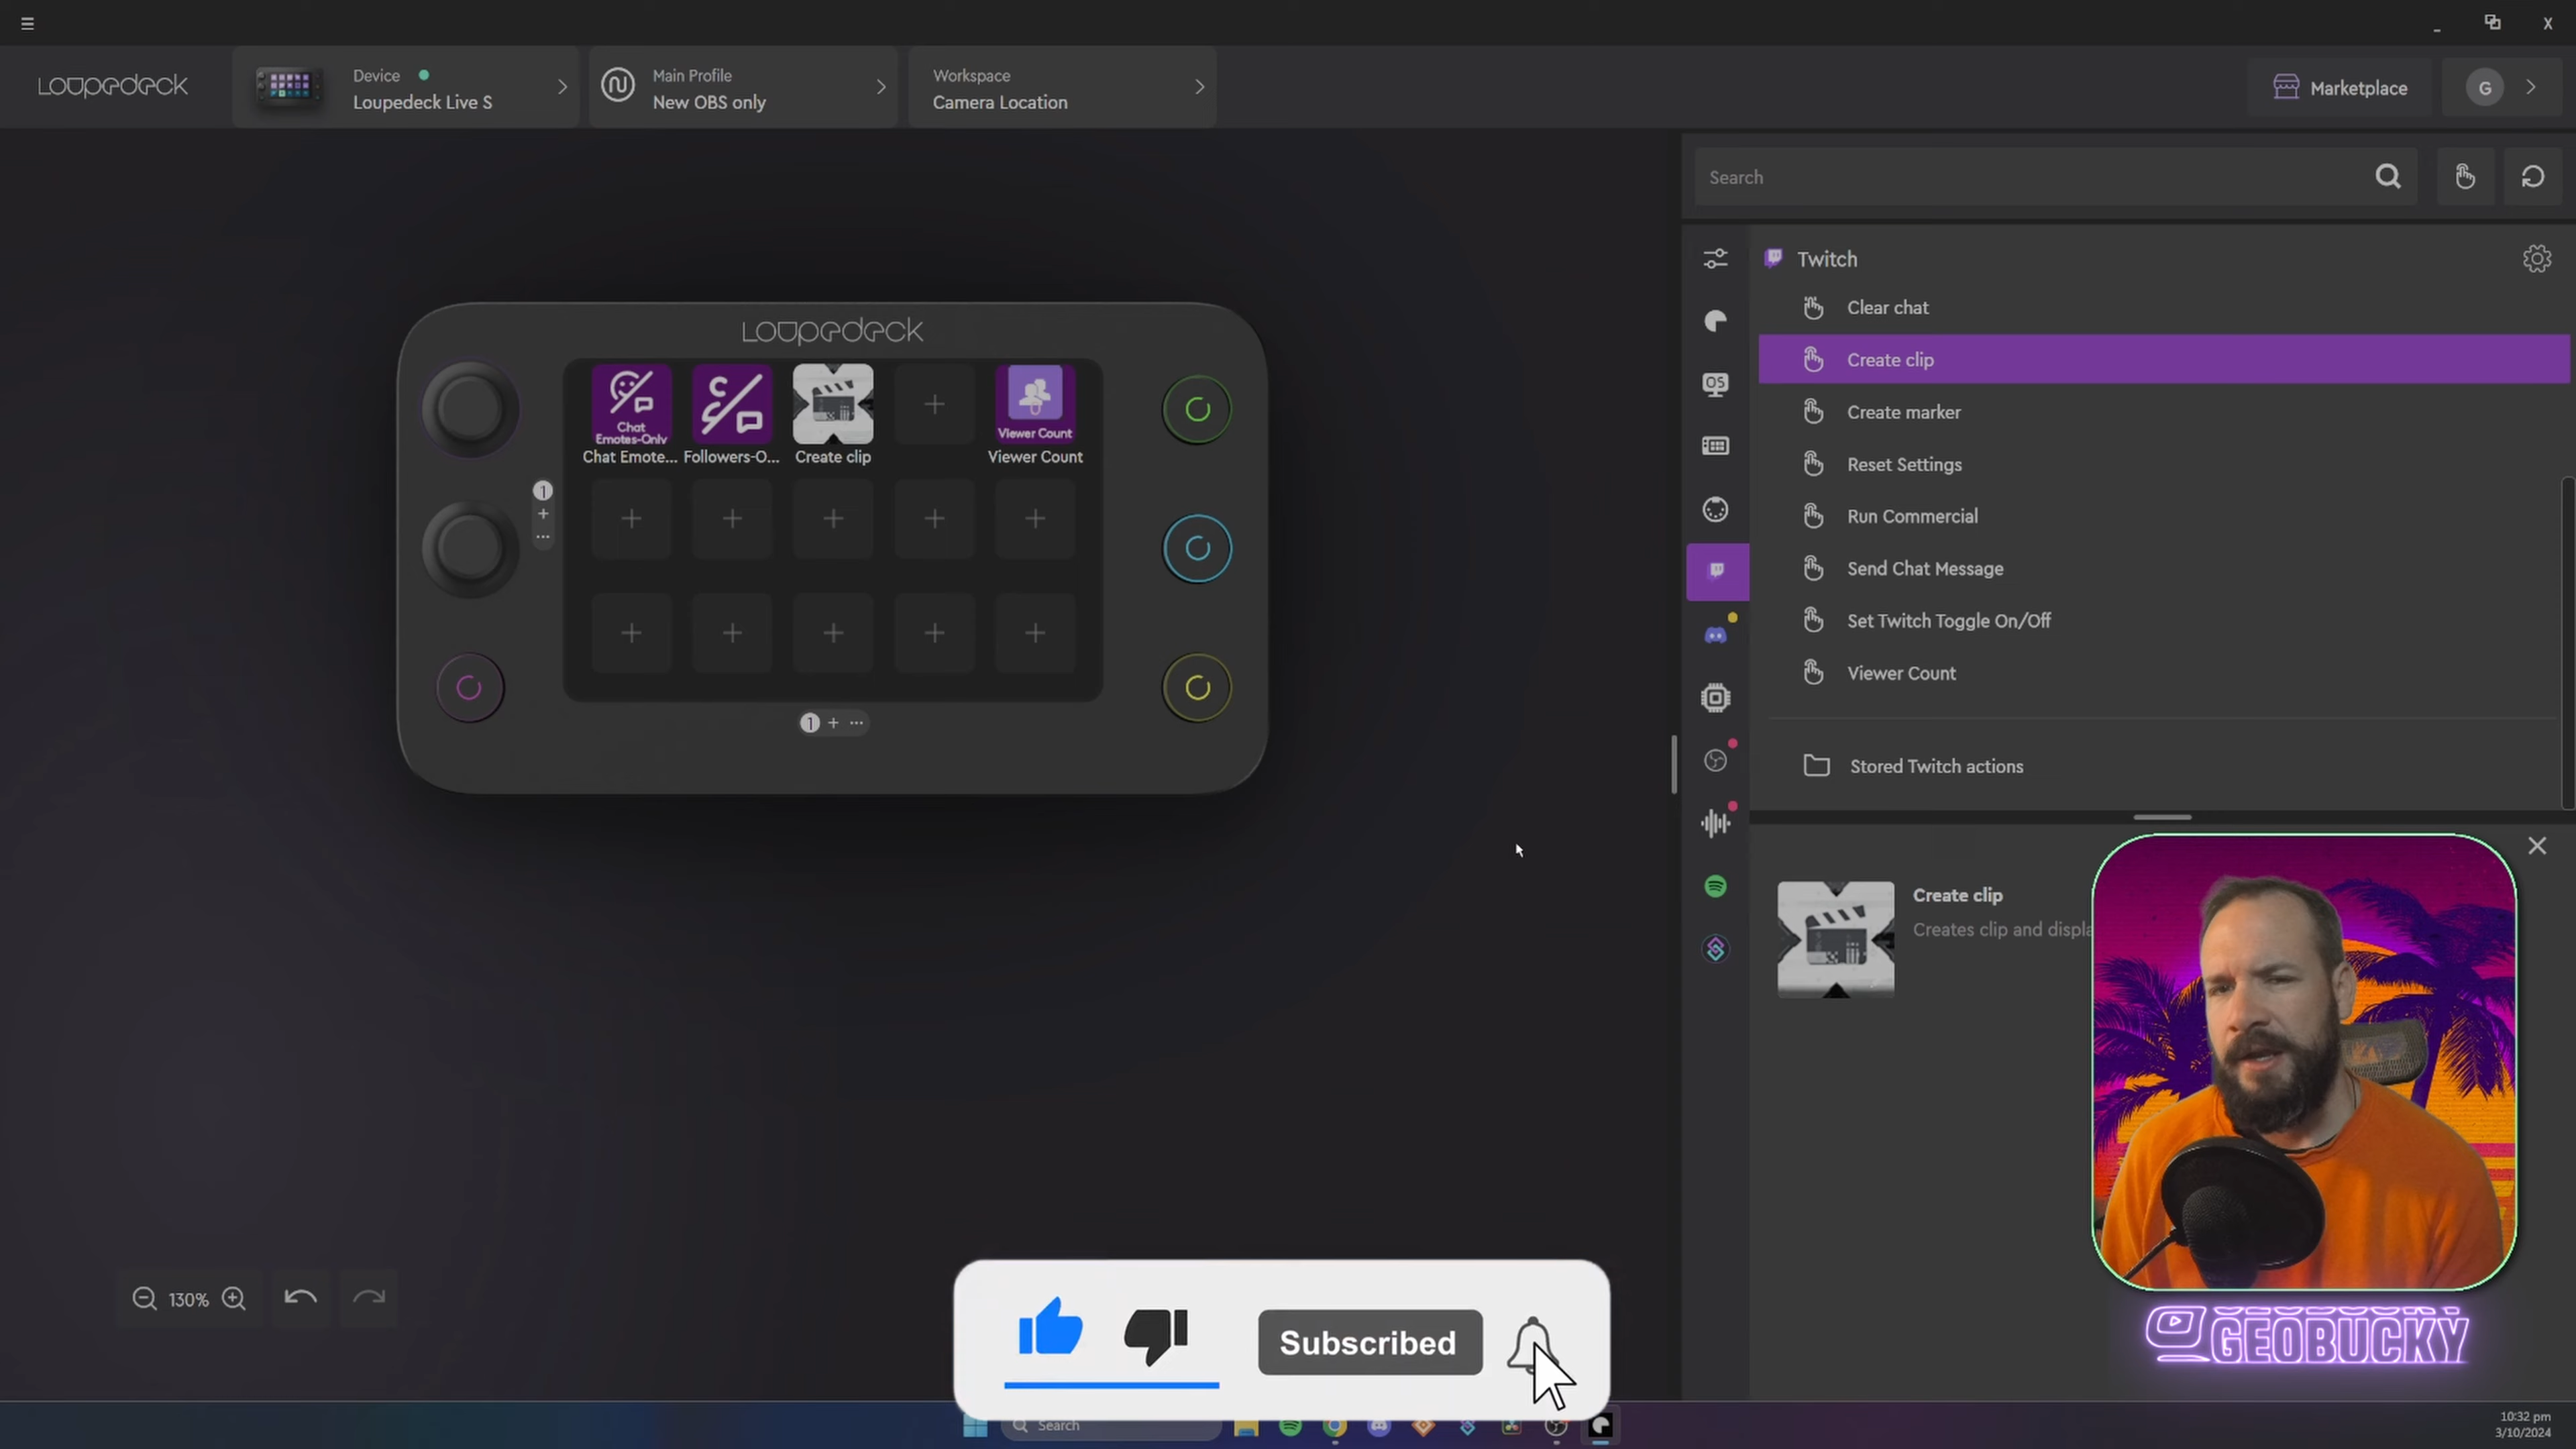 LOUPEDECK
Device
Loupedeck Live S
Main Profile
New OBS only
Workspace
Camera Location
Marketplace
G
Search
Twitch
Clear chat
Create clip
Create marker
Reset Settings
Run Commercial
Send Chat Message
Set Twitch Toggle On/Off
Viewer Count
Stored Twitch actions
OS
LOUPEDECK
Chat
Emotes-Only
Viewer Count
Chat Emote...
Followers-O...
Create clip
Viewer Count
1
+
...
1 + ...
Create clip
Creates clip and displa
130%
Subscribed
GEOBUCKY
Search
10:32 pm
3/10/2024